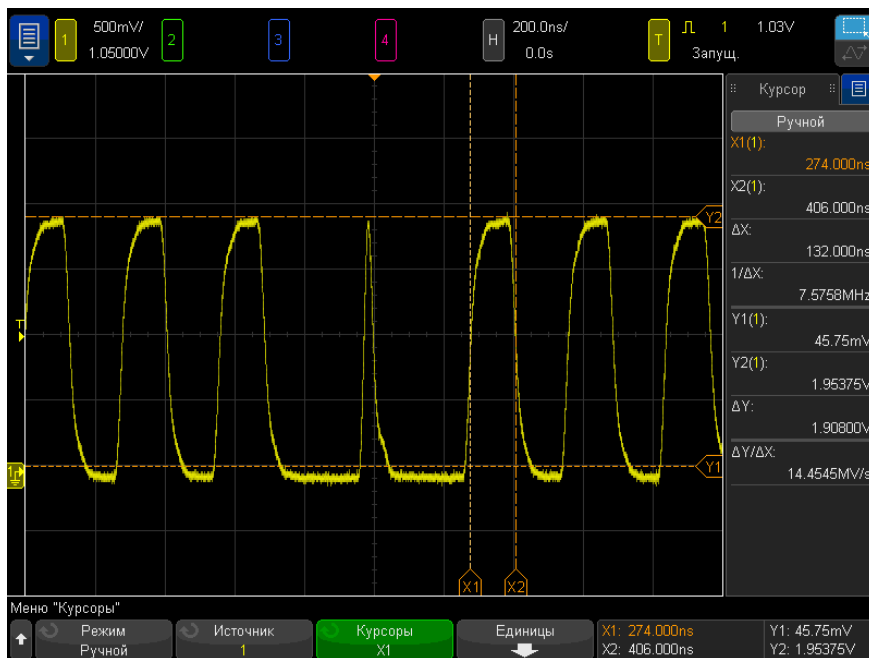 500mV/
200.0ns/
1
1.03V
1
2
3
4
H
T
1.05000V
0.0s
Запущ.
Курсор
Ручной
X1(1):
274.000ns
X2(1):
406.000ns
ΔX:
132.000ns
1/ΔX:
7.5758MHz
Y1(1):
45.75mV
Y2(1):
1.95375V
ΔY:
1.90800V
ΔY/ΔX:
14.4545MV/s
Y2
T
1
Y1
X1
X2
Меню "Курсоры"
Режим
Ручной
Источник
1
Курсоры
X1
Единицы
X1: 274.000ns
X2: 406.000ns
Y1: 45.75mV
Y2: 1.95375V